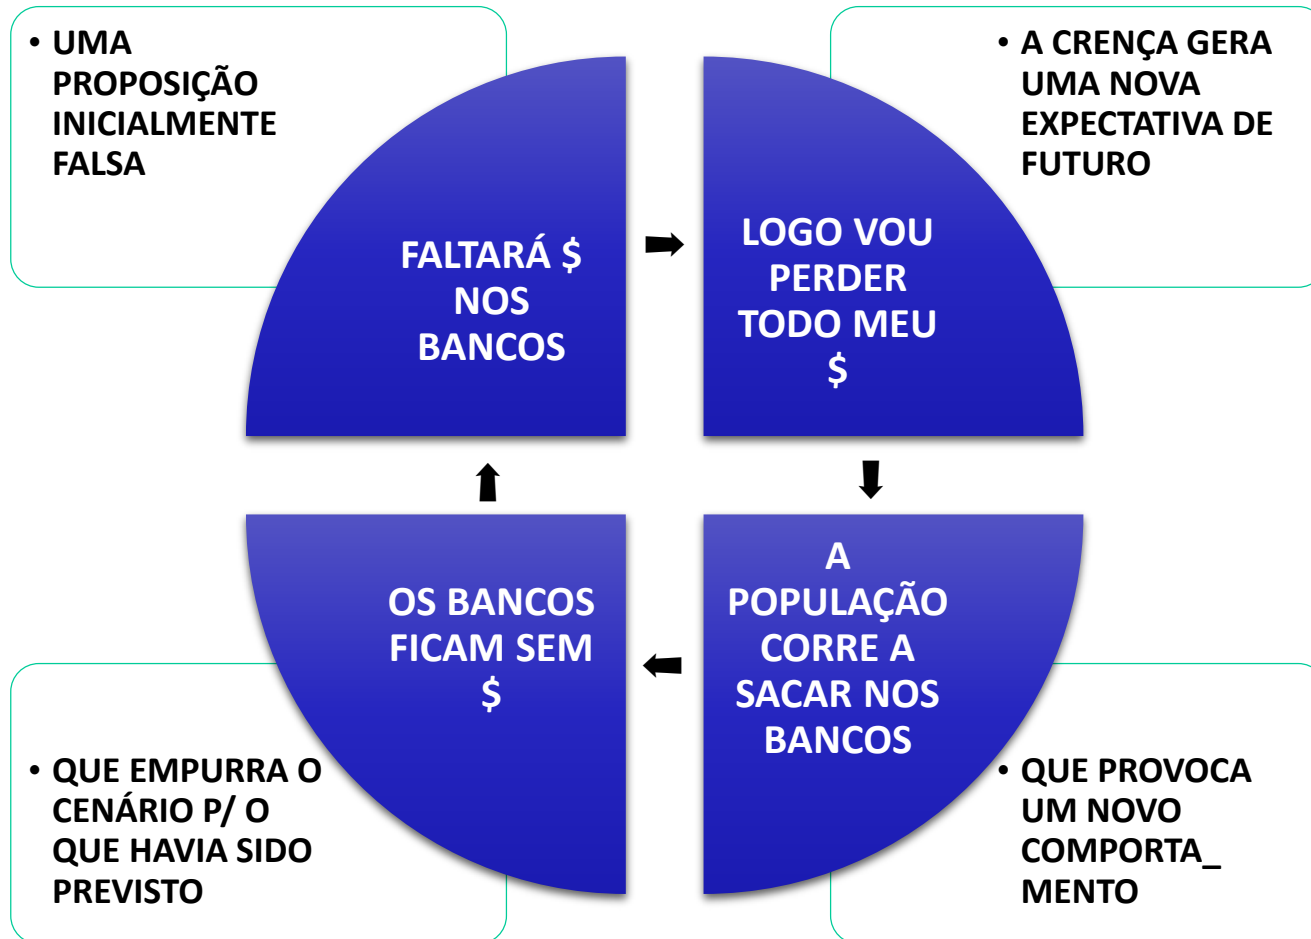 • UMA
PROPOSIÇÃO
INICIALMENTE
FALSA
FALTARÁ $
NOS
BANCOS
• A CRENÇA GERA
UMA NOVA
EXPECTATIVA DE
FUTURO
LOGO VOU
PERDER
TODO MEU
$
A
POPULAÇÃO
CORRE A
SACAR NOS
BANCOS
• QUE PROVOCA
UM NOVO
COMPORTA_
MENTO
OS BANCOS
FICAM SEM
$
• QUE EMPURRA O
CENÁRIO P/ O
QUE HAVIA SIDO
PREVISTO